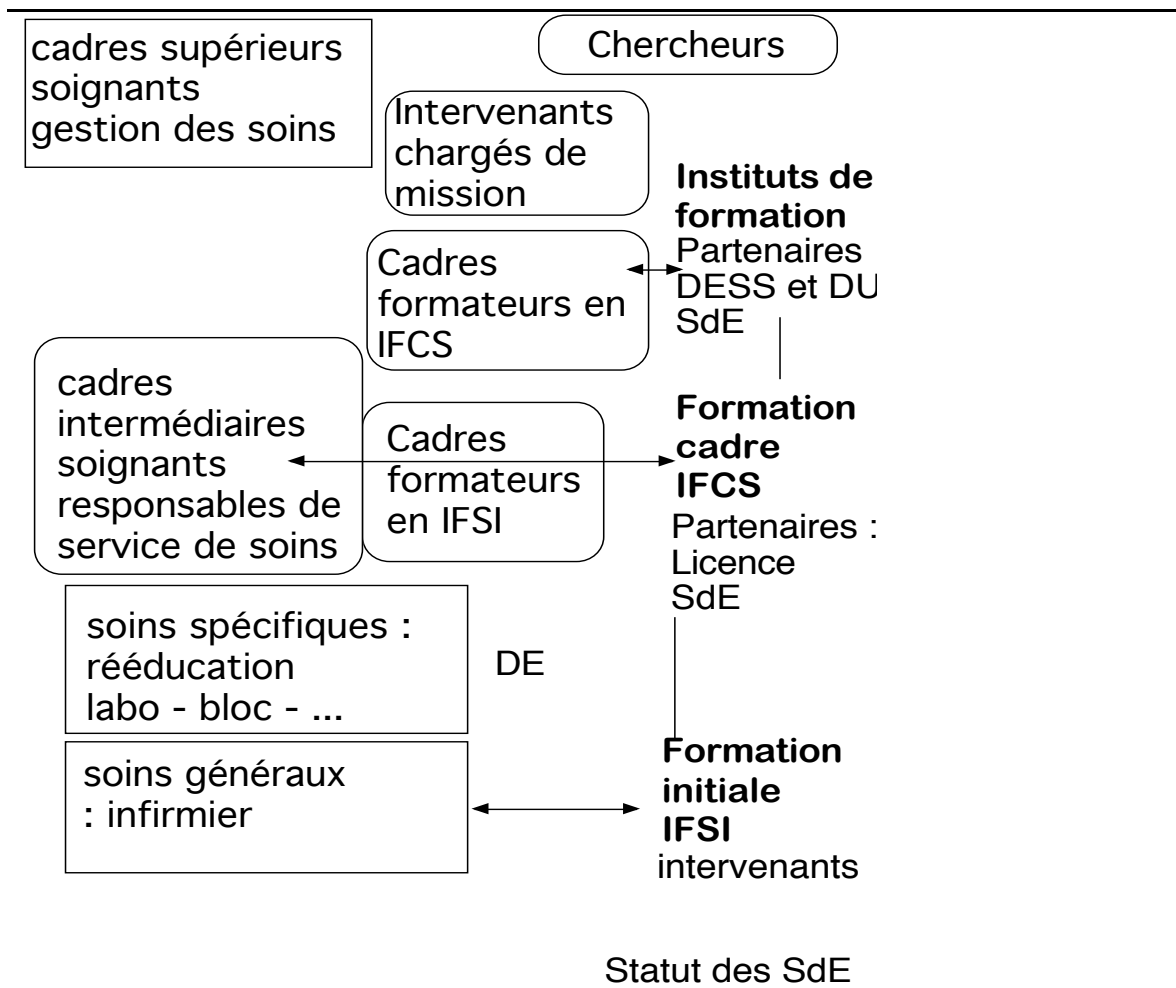 cadres supérieurs
soignants
gestion des soins
Chercheurs
Intervenants
chargés de
mission
Instituts de
formation
Partenaires
DESS et DU
SdE
Cadres
formateurs en
IFCS
cadres
intermédiaires
soignants
responsables de
service de soins
Cadres
formateurs
en IFSI
Formation
cadre
IFCS
Partenaires :
Licence
SdE
soins spécifiques :
rééducation
labo - bloc - ...
DE
soins généraux
: infirmier
Formation
initiale
IFSI
intervenants
Statut des SdE